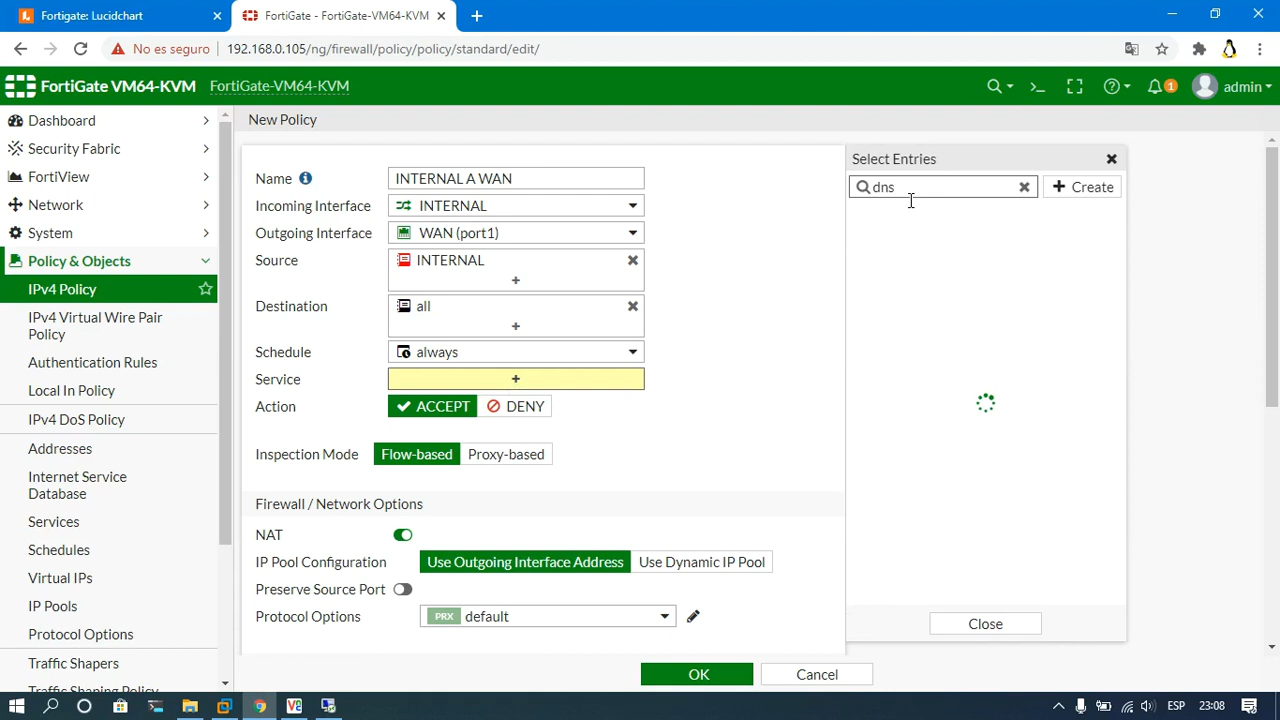 Fortigate: Lucidchart
FortiGate - FortiGate-VM64-KVM
No es seguro
192.168.0.105/ng/firewall/policy/policy/standard/edit/
FortiGate VM64-KVM
FortiGate-VM64-KVM
1
admin
Dashboard
Security Fabric
FortiView
Network
System
Policy & Objects
IPv4 Policy
IPv4 Virtual Wire Pair
Policy
Authentication Rules
Local In Policy
IPv4 DoS Policy
Addresses
Internet Service
Database
Services
Schedules
Virtual IPs
IP Pools
Protocol Options
Traffic Shapers
Traffic Shaping Policy
New Policy
Name
INTERNAL A WAN
Incoming Interface
INTERNAL
Outgoing Interface
WAN (port1)
Source
INTERNAL
+
Destination
all
+
Schedule
always
Service
+
Action
ACCEPT
DENY
Inspection Mode
Flow-based
Proxy-based
Firewall / Network Options
NAT
IP Pool Configuration
Use Outgoing Interface Address
Use Dynamic IP Pool
Preserve Source Port
Protocol Options
PRX
default
OK
Cancel
Select Entries
dns
+ Create
Close
ESP
23:08